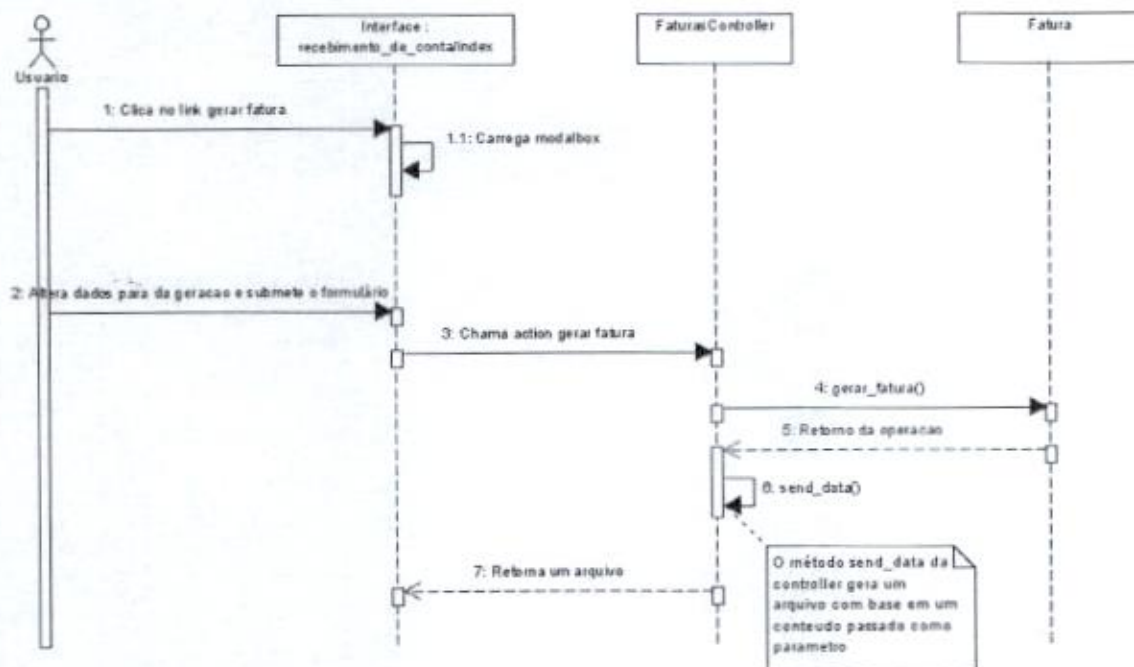 Interface :
recebimento_de_conta/index
FaturasController
Fatura
Usuario
1: Clica no link gerar fatura
1.1: Carrega modalbox
2: Altera dados para da geracao e submete o formulário
3: Chama action gerar fatura
4: gerar_fatura()
5: Retorno da operacao
6: send_data()
7: Retorna um arquivo
O método send_data da
controller gera um
arquivo com base em um
conteudo passado como
parametro